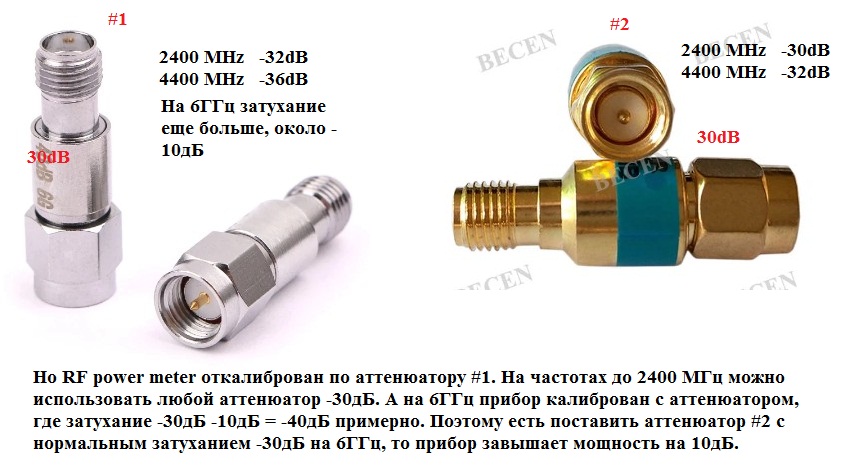 #1
2400 MHz -32dB
4400 MHz -36dB
На 6ГГц затухание
еще больше, около -
10дБ
30dB
#2
2400 MHz -30dB
4400 MHz -32dB
30dB
BECEN
BECEN
BECEN
BECEN
Но RF power meter откалиброван по аттенюатору #1. На частотах до 2400 МГц можно
использовать любой аттенюатор -30дБ. А на 6ГГц прибор калиброван с аттенюатором,
где затухание -30дБ -10дБ = -40дБ примерно. Поэтому есть поставить аттенюатор #2 с
нормальным затуханием -30дБ на 6ГГц, то прибор завышает мощность на 10дБ.